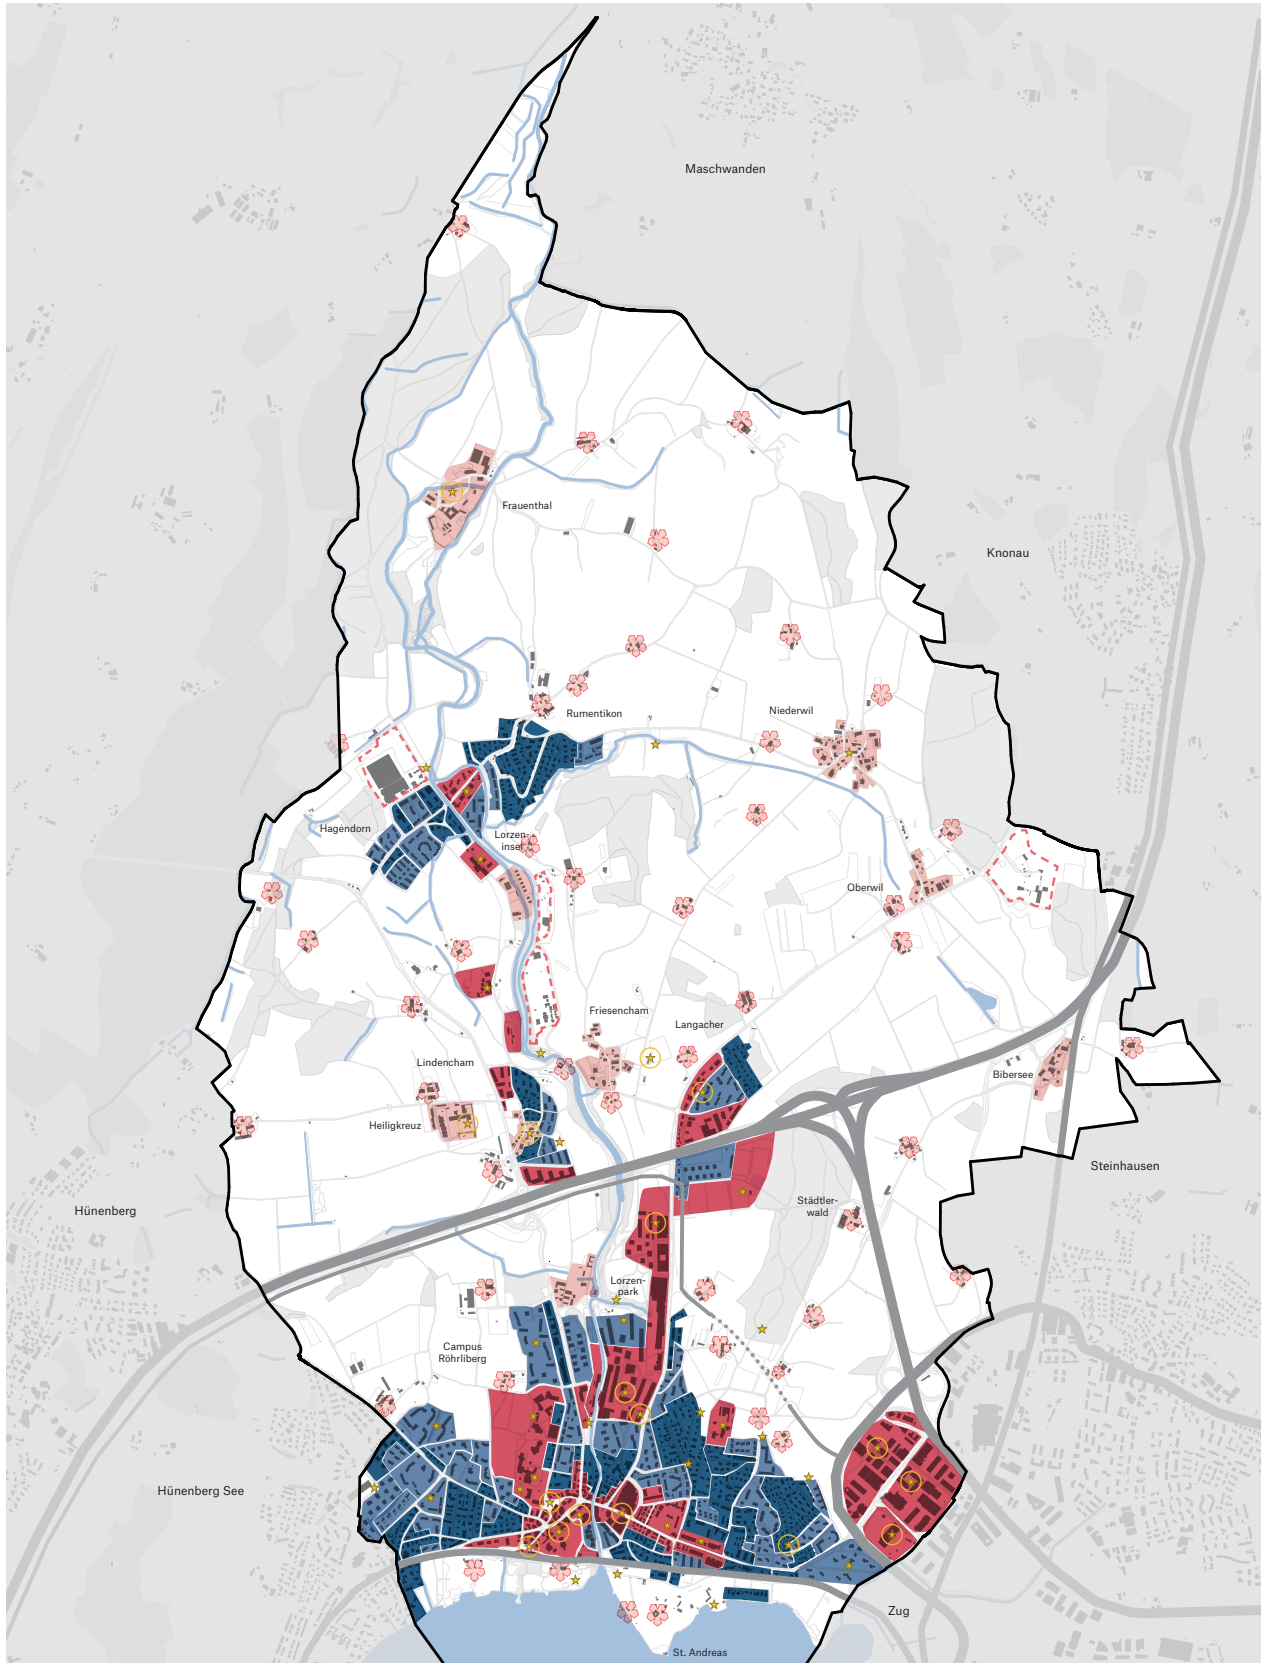 Maschwanden
Frauenthal
Knonau
Rumentikon
Niederwil
Hagendorn
Lorzen-
insel
Oberwil
Friesencham
Langacher
Lindencham
Bibersee
Heiligkreuz
Steinhausen
Städtler-
wald
Hünenberg
Lorzen-
park
Campus
Röhrliberg
Hünenberg See
Zug
St. Andreas